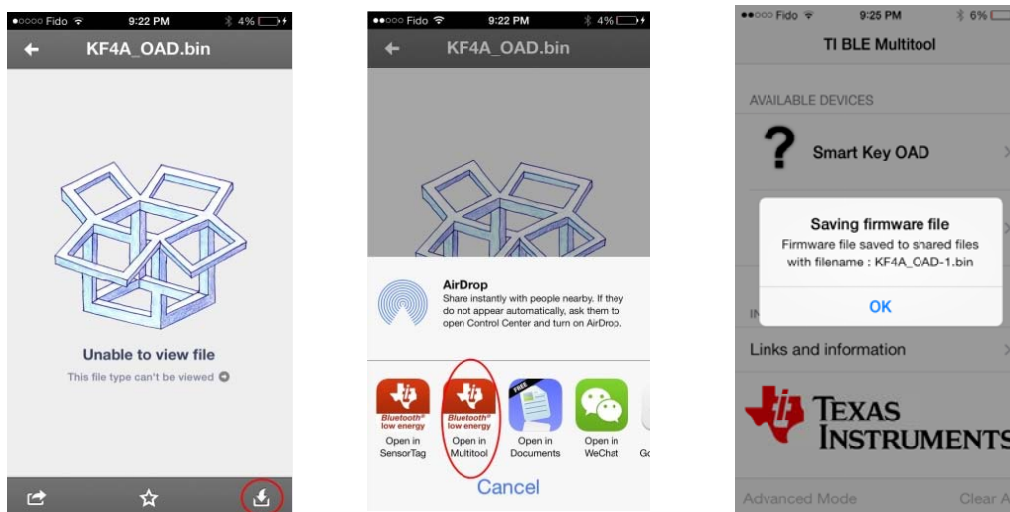 Fido 9:22 PM 4%
KF4A_OAD.bin
Unable to view file
This file type can't be viewed
Fido 9:22 PM 4%
KF4A_OAD.bin
AirDrop
Share instantly with people nearby. If they
do not appear automatically, ask them to
open Control Center and turn on AirDrop.
Bluetooth®
low energy
Open in
SensorTag
Bluetooth®
low energy
Open in
Multitool
FREE
Open in
Documents
Open in
WeChat
Cancel
Fido 9:25 PM 6%
TI BLE Multitool
AVAILABLE DEVICES
? Smart Key OAD
Saving firmware file
Firmware file saved to shared files
with filename : KF4A_OAD-1.bin
OK
Links and information
TEXAS
INSTRUMENTS
Advanced Mode Clear A